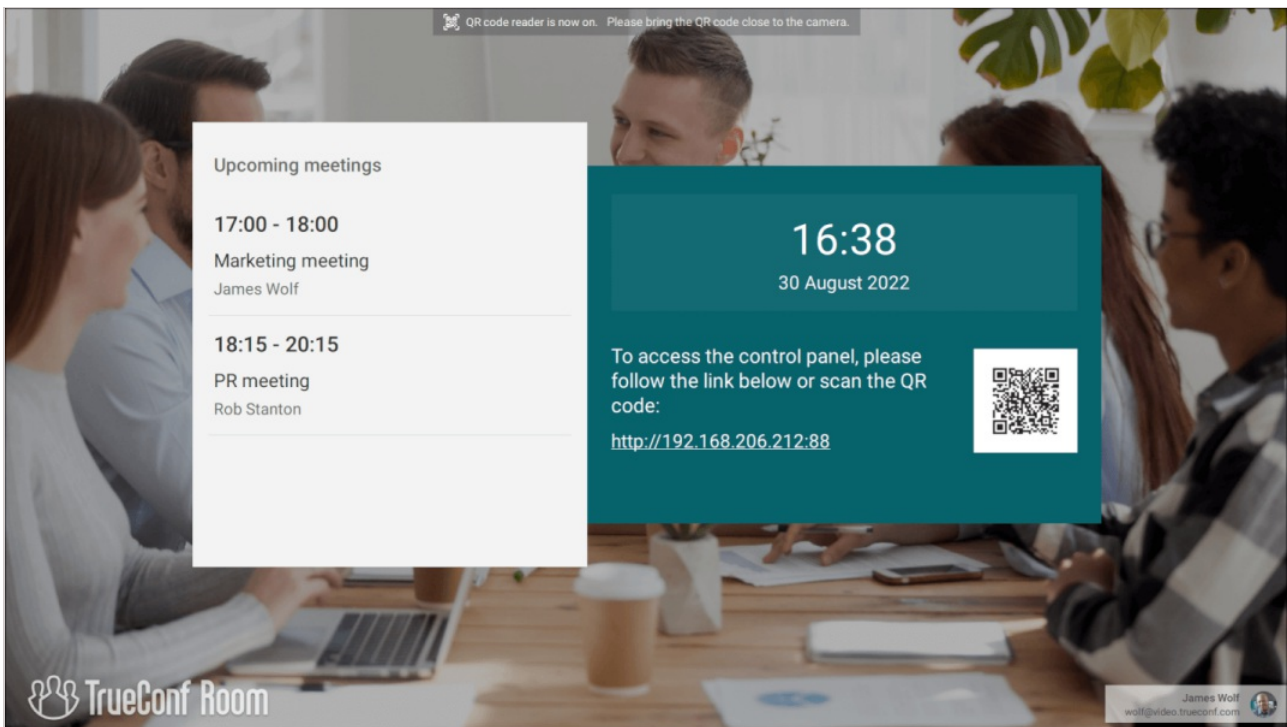 QR code reader is now on. Please bring the QR code close to the camera.
Upcoming meetings
17:00 - 18:00
Marketing meeting
James Wolf
18:15 - 20:15
PR meeting
Rob Stanton
16:38
30 August 2022
To access the control panel, please
follow the link below or scan the QR
code:
http://192.168.206.212:88
TrueConf Room
James Wolf
wolf@video.trueconf.com